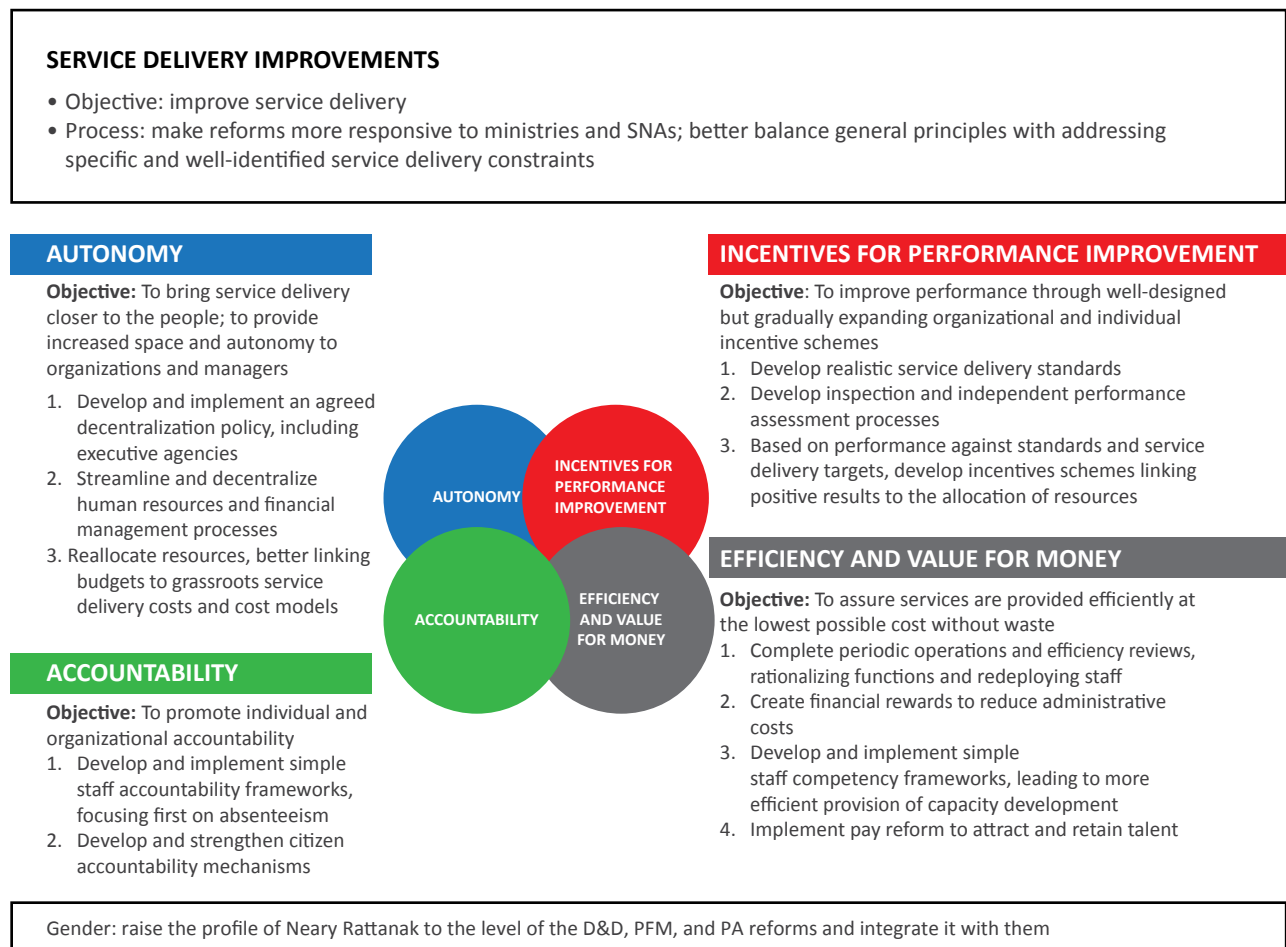 SERVICE DELIVERY IMPROVEMENTS
• Objective: improve service delivery
• Process: make reforms more responsive to ministries and SNAs; better balance general principles with addressing
specific and well-identified service delivery constraints
AUTONOMY
Objective: To bring service delivery
closer to the people; to provide
increased space and autonomy to
organizations and managers
1. Develop and implement an agreed
decentralization policy, including
executive agencies
2. Streamline and decentralize
human resources and financial
management processes
3. Reallocate resources, better linking
budgets to grassroots service
delivery costs and cost models
ACCOUNTABILITY
Objective: To promote individual and
organizational accountability
1. Develop and implement simple
staff accountability frameworks,
focusing first on absenteeism
2. Develop and strengthen citizen
accountability mechanisms
AUTONOMY
INCENTIVES FOR
PERFORMANCE
IMPROVEMENT
ACCOUNTABILITY
EFFICIENCY
AND VALUE
FOR MONEY
INCENTIVES FOR PERFORMANCE IMPROVEMENT
Objective: To improve performance through well-designed
but gradually expanding organizational and individual
incentive schemes
1. Develop realistic service delivery standards
2. Develop inspection and independent performance
assessment processes
3. Based on performance against standards and service
delivery targets, develop incentives schemes linking
positive results to the allocation of resources
EFFICIENCY AND VALUE FOR MONEY
Objective: To assure services are provided efficiently at
the lowest possible cost without waste
1. Complete periodic operations and efficiency reviews,
rationalizing functions and redeploying staff
2. Create financial rewards to reduce administrative
costs
3. Develop and implement simple
staff competency frameworks, leading to more
efficient provision of capacity development
4. Implement pay reform to attract and retain talent
Gender: raise the profile of Neary Rattanak to the level of the D&D, PFM, and PA reforms and integrate it with them